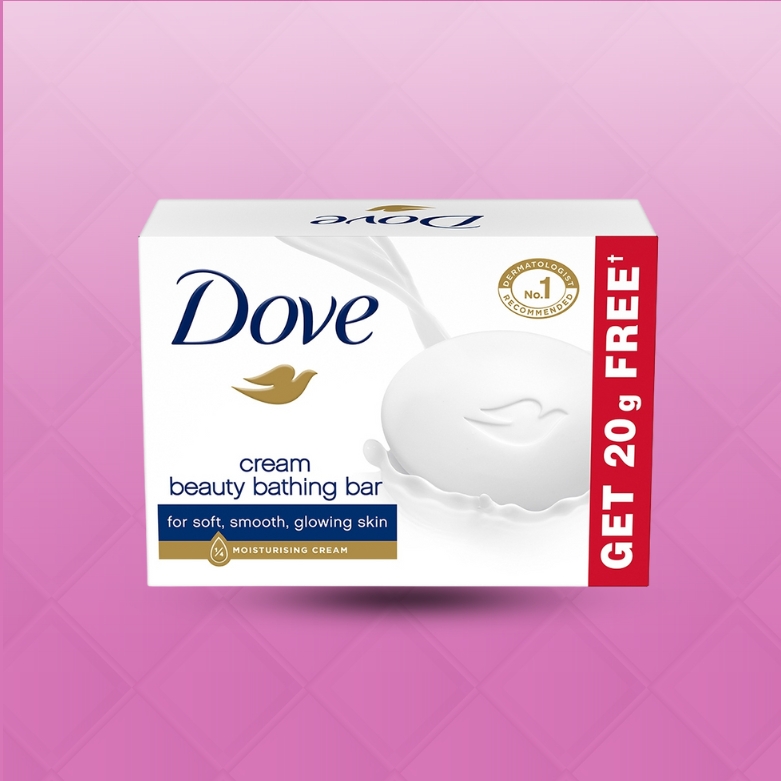 Dove
Dove
DERMATOLOGIST
No.1
RECOMMENDED
cream
beauty bathing bar
for soft, smooth, glowing skin
1/4 MOISTURISING CREAM
GET 20g FREE†